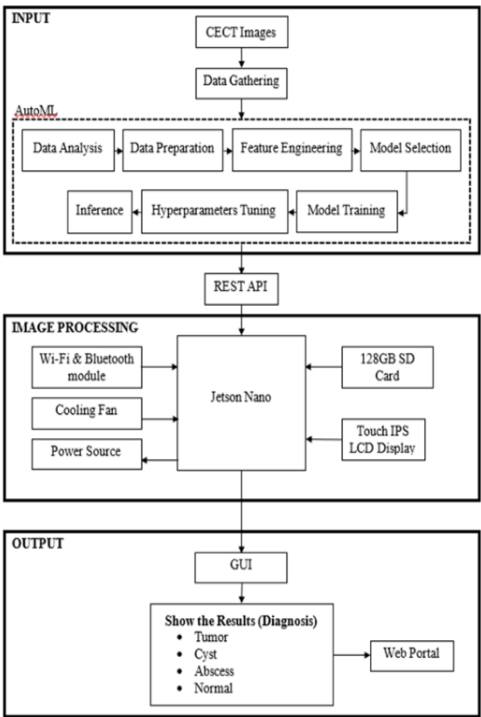 INPUT
CECT Images
Data Gathering
AutoML
Data Analysis
Data Preparation
Feature Engineering
Model Selection
Inference
Hyperparameters Tuning
Model Training
REST API
IMAGE PROCESSING
Wi-Fi & Bluetooth
module
Cooling Fan
Power Source
Jetson Nano
128GB SD
Card
Touch IPS
LCD Display
OUTPUT
GUI
Show the Results (Diagnosis)
• Tumor
• Cyst
• Abscess
• Normal
Web Portal